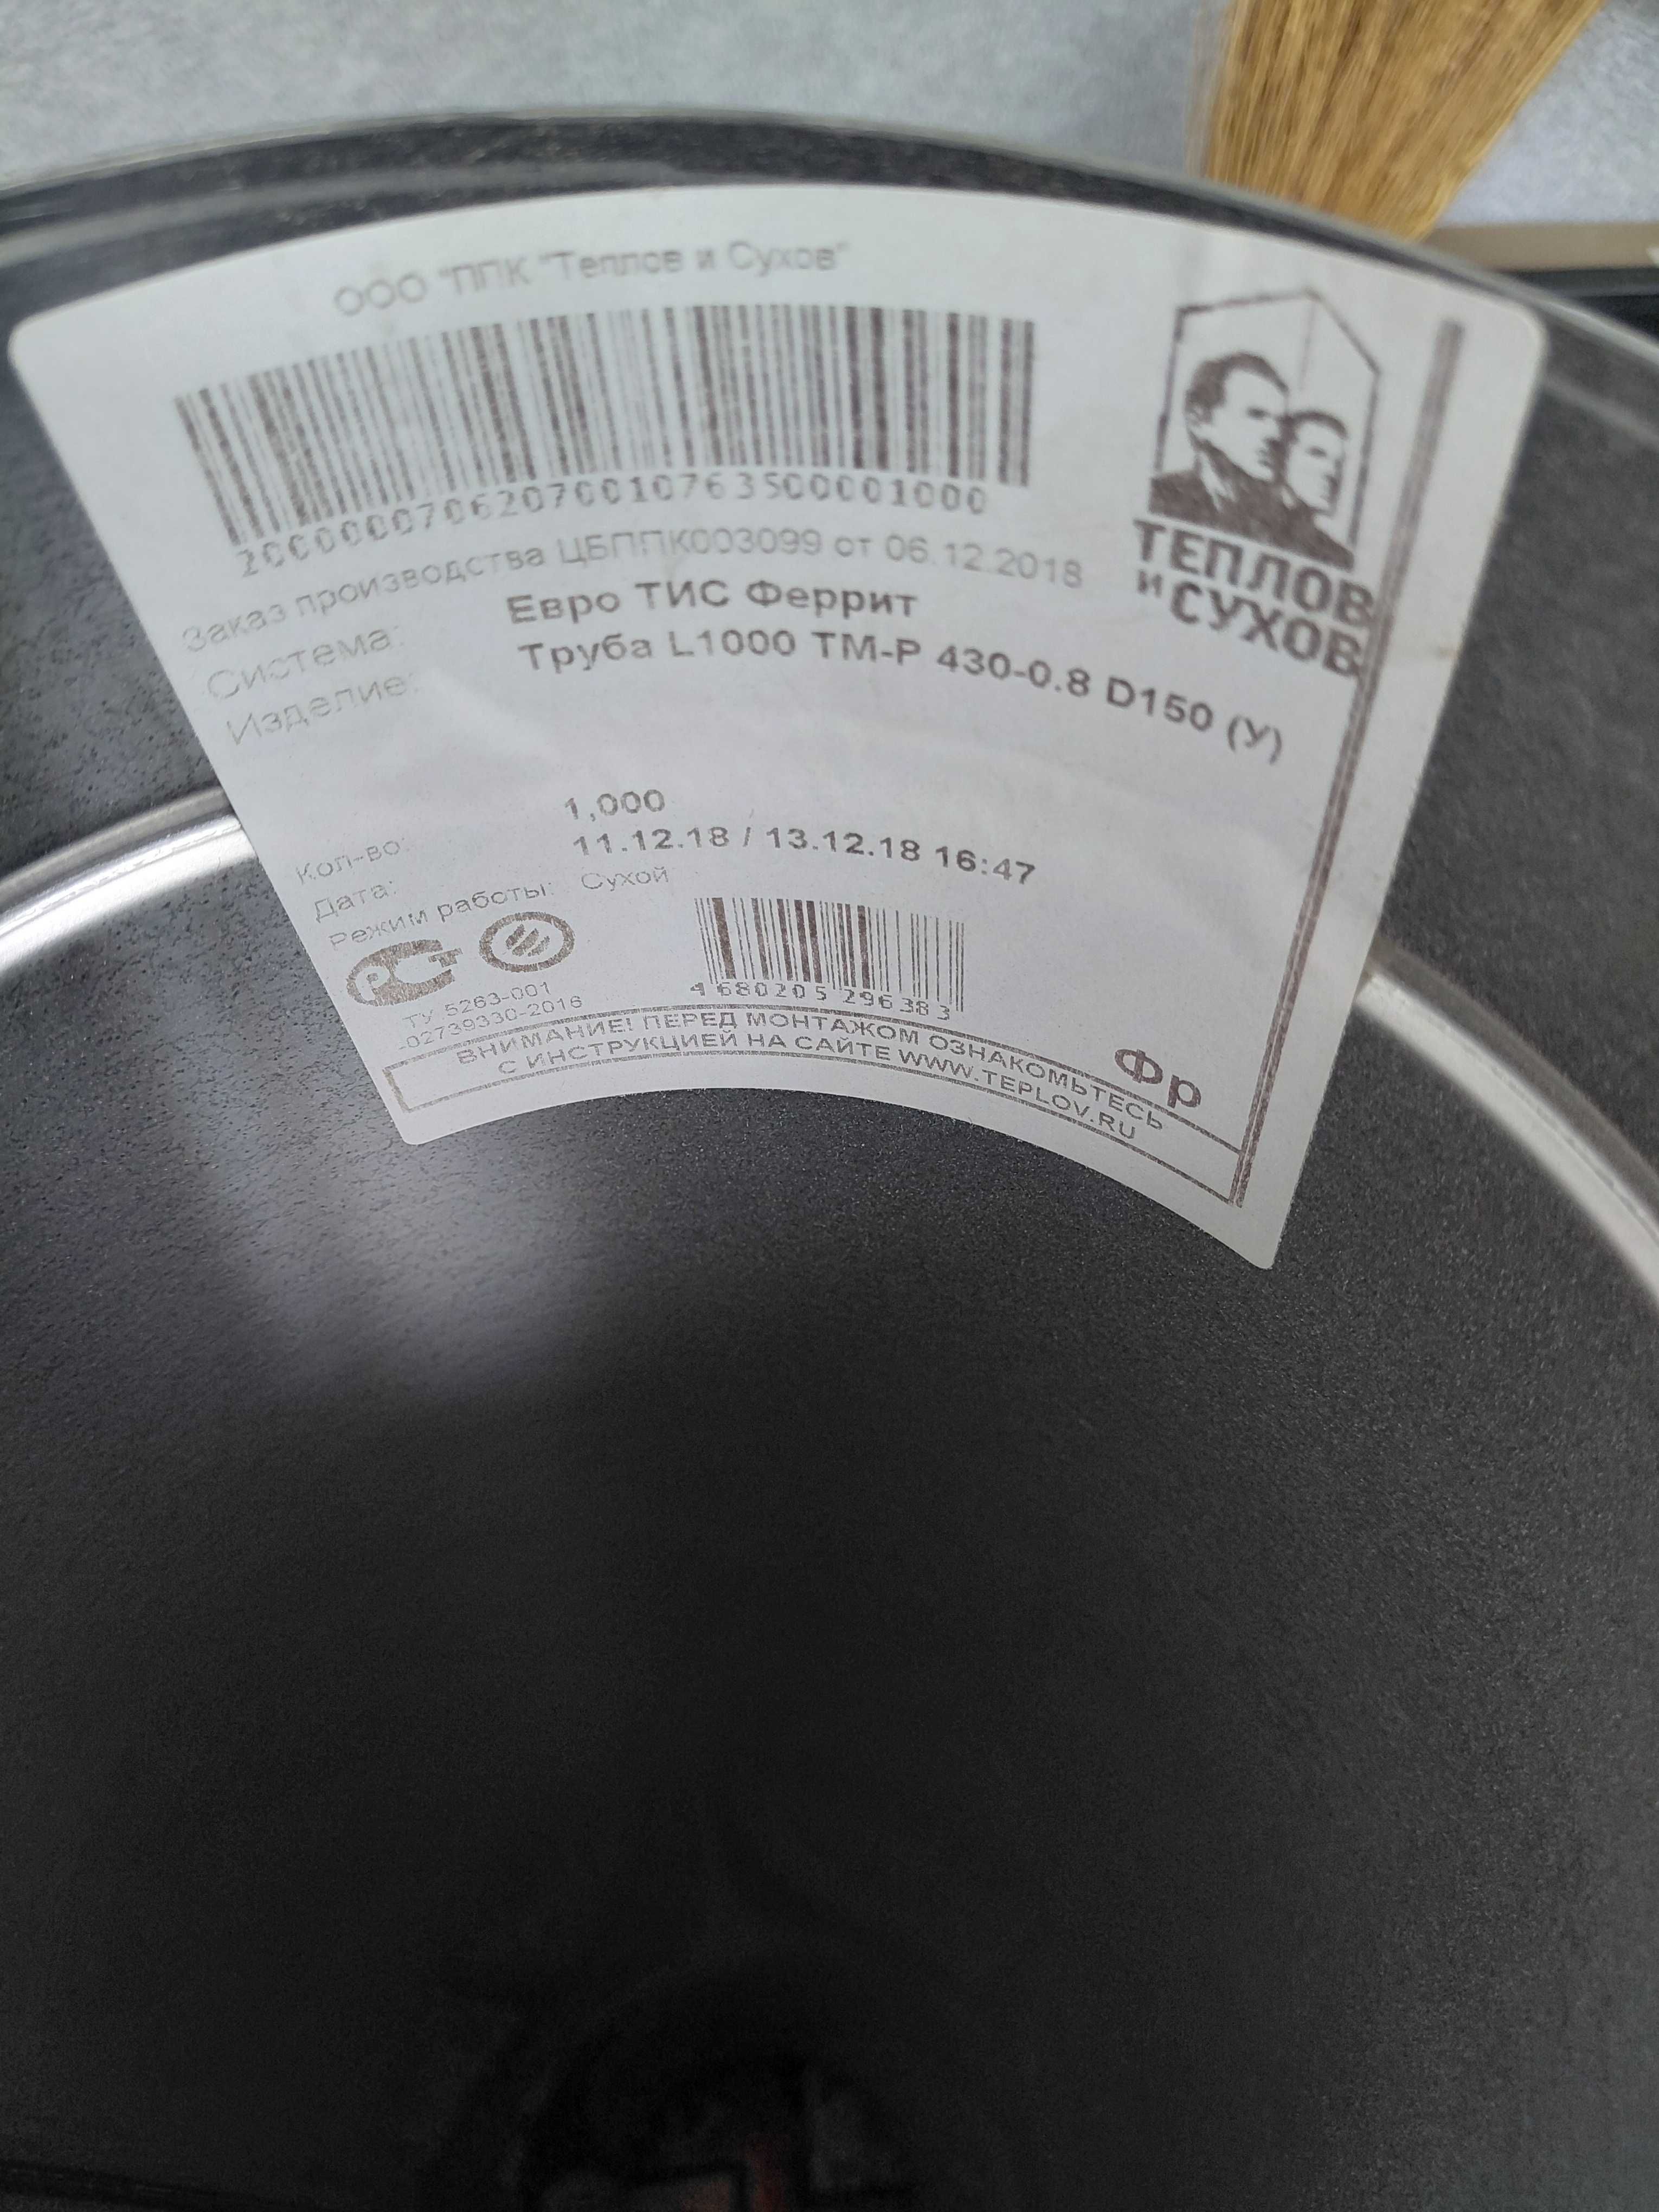 ООО "ППК "Теплов и Сухов"
20000007062070010763500001000
ТЕПЛОВ
И СУХОВ
Заказ производства ЦБППК003099 от 06.12.2018
Система: Евро ТИС Феррит
Изделие: Труба L1000 ТМ-Р 430-0.8 D150 (У)
Кол-во: 1,000
Дата: 11.12.18 / 13.12.18 16:47
Режим работы: Сухой
РСТ
ТУ 5263-001
-02739330-2016
4 680205 296383
Фр
ВНИМАНИЕ! ПЕРЕД МОНТАЖОМ ОЗНАКОМЬТЕСЬ
С ИНСТРУКЦИЕЙ НА САЙТЕ WWW.TEPLOV.RU